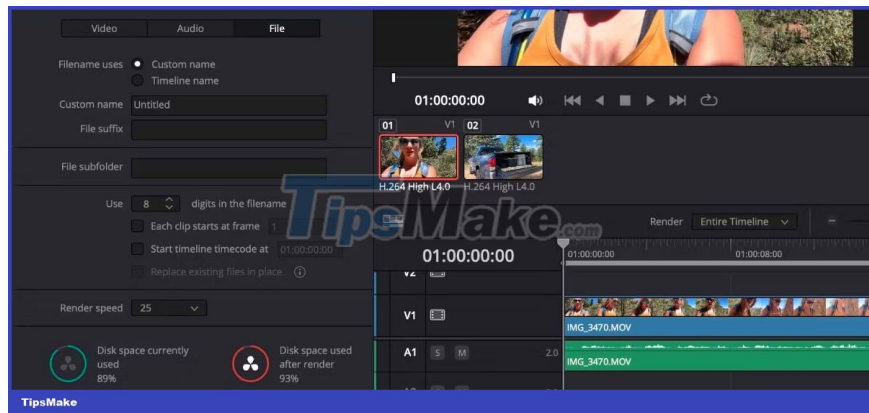 Video Audio File
Filename uses Custom name
Timeline name
Custom name Untitled
File suffix
File subfolder
Use 8 digits in the filename
Each clip starts at frame 1
Start timeline timecode at 01:00:00:00
Replace existing files in place
Render speed 25
Disk space currently used 89%
Disk space used after render 93%
01:00:00:00
01 V1 02 V1
H.264 High L4.0 H.264 High L4.0
TipsMake.com
Render Entire Timeline
01:00:00:00 01:00:00:00 01:00:08:00
V2
V1
IMG_3470.MOV
A1 S M 2.0
IMG_3470.MOV
TipsMake